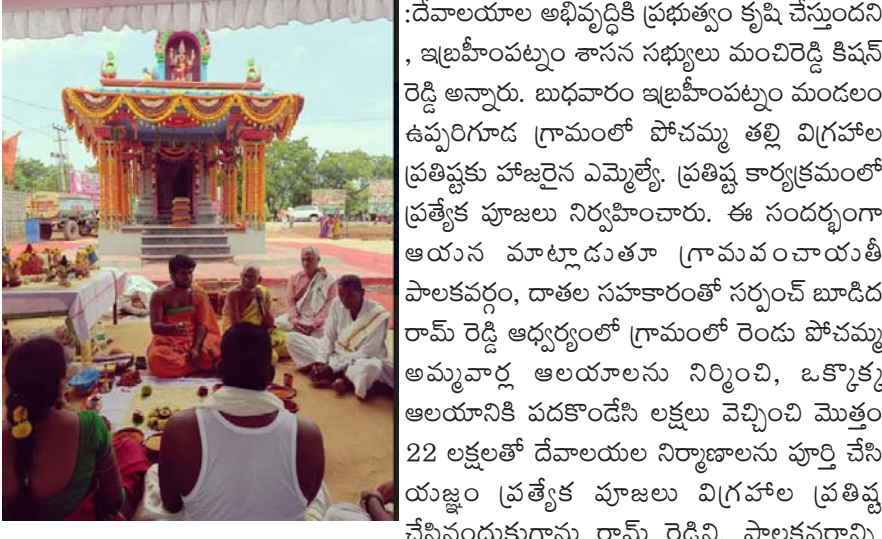 :దేవాలయాల అభివృద్ధికి ప్రభుత్వం కృషి చేస్తుందని
, ఇబ్రహీంపట్నం శాసన సభ్యులు మంచిరెడ్డి కిషన్
రెడ్డి అన్నారు. బుధవారం ఇబ్రహీంపట్నం మండలం
ఉప్పరిగూడ గ్రామంలో పోచమ్మ తల్లి విగ్రహాల
ప్రతిష్టకు హాజరైన ఎమ్మెల్యే. ప్రతిష్ట కార్యక్రమంలో
ప్రత్యేక పూజలు నిర్వహించారు. ఈ సందర్భంగా
ఆయన మాట్లాడుతూ గ్రామవంచాయతీ
పాలకవర్గం, దాతల సహకారంతో సర్పంచ్ బూడిద
రామ్ రెడ్డి ఆధ్వర్యంలో గ్రామంలో రెండు పోచమ్మ
అమ్మవార్ల ఆలయాలను నిర్మించి, ఒక్కొక్క
ఆలయానికి పదకొండేసి లక్షలు వెచ్చించి మొత్తం
22 లక్షలతో దేవాలయల నిర్మాణాలను పూర్తి చేసి
యజ్ఞం ప్రత్యేక పూజలు విగ్రహాల ప్రతిష్ట
చేసినందుకుగాను రామ్ రెడ్డిని,